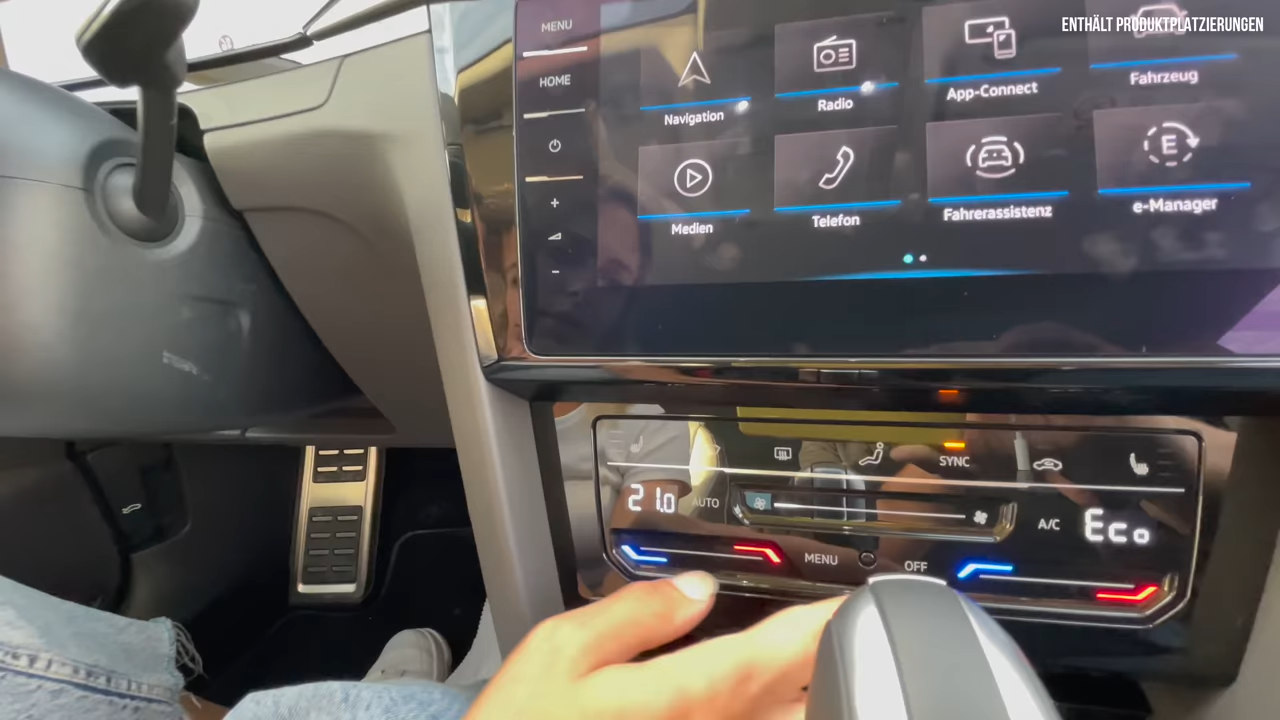 ENTHÄLT PRODUKTPLATZIERUNGEN
MENU
HOME
+
-
Navigation
Radio
App-Connect
Fahrzeug
Medien
Telefon
Fahrerassistenz
E
e-Manager
SYNC
21.0
AUTO
A/C
Eco
MENU
OFF